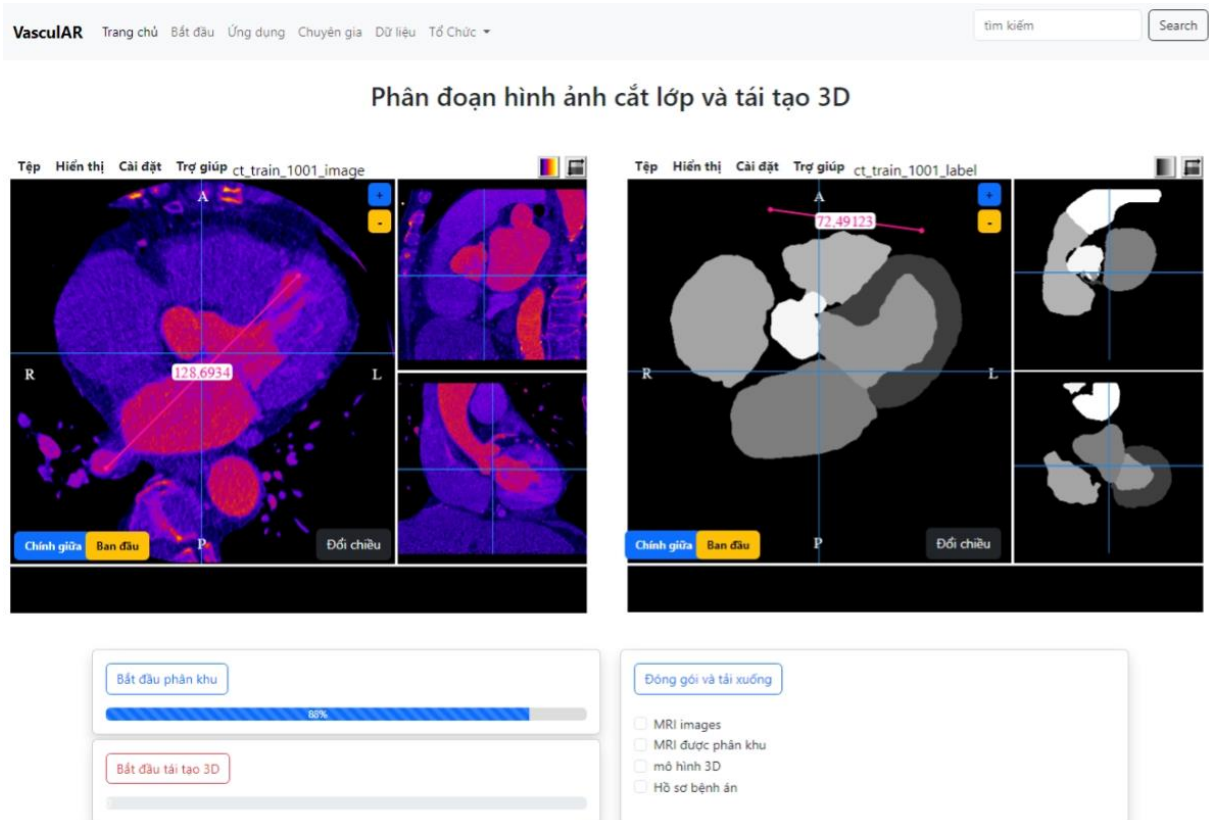 VasculAR Trang chủ Bắt đầu Ứng dụng Chuyên gia Dữ liệu Tổ Chức tìm kiếm Search
Phân đoạn hình ảnh cắt lớp và tái tạo 3D
Tệp Hiển thị Cài đặt Trợ giúp ct_train_1001_image
A
+
-
R
128,6934
L
Chính giữa Ban đầu P Đổi chiều
Tệp Hiển thị Cài đặt Trợ giúp ct_train_1001_label
A
+
72,49123
-
R
L
Chính giữa Ban đầu P Đổi chiều
Bắt đầu phân khu
88%
Bắt đầu tái tạo 3D
Đóng gói và tải xuống
MRI images
MRI được phân khu
mô hình 3D
Hồ sơ bệnh án